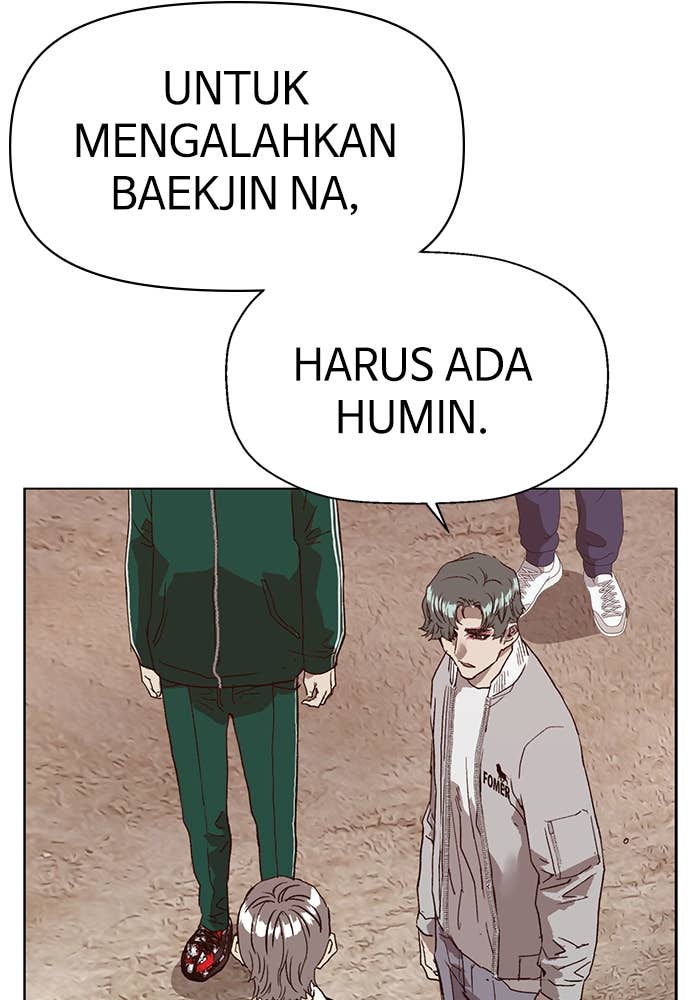 UNTUK
MENGALAHKAN
BAEKJIN NA,
HARUS ADA
HUMIN.
FOMER